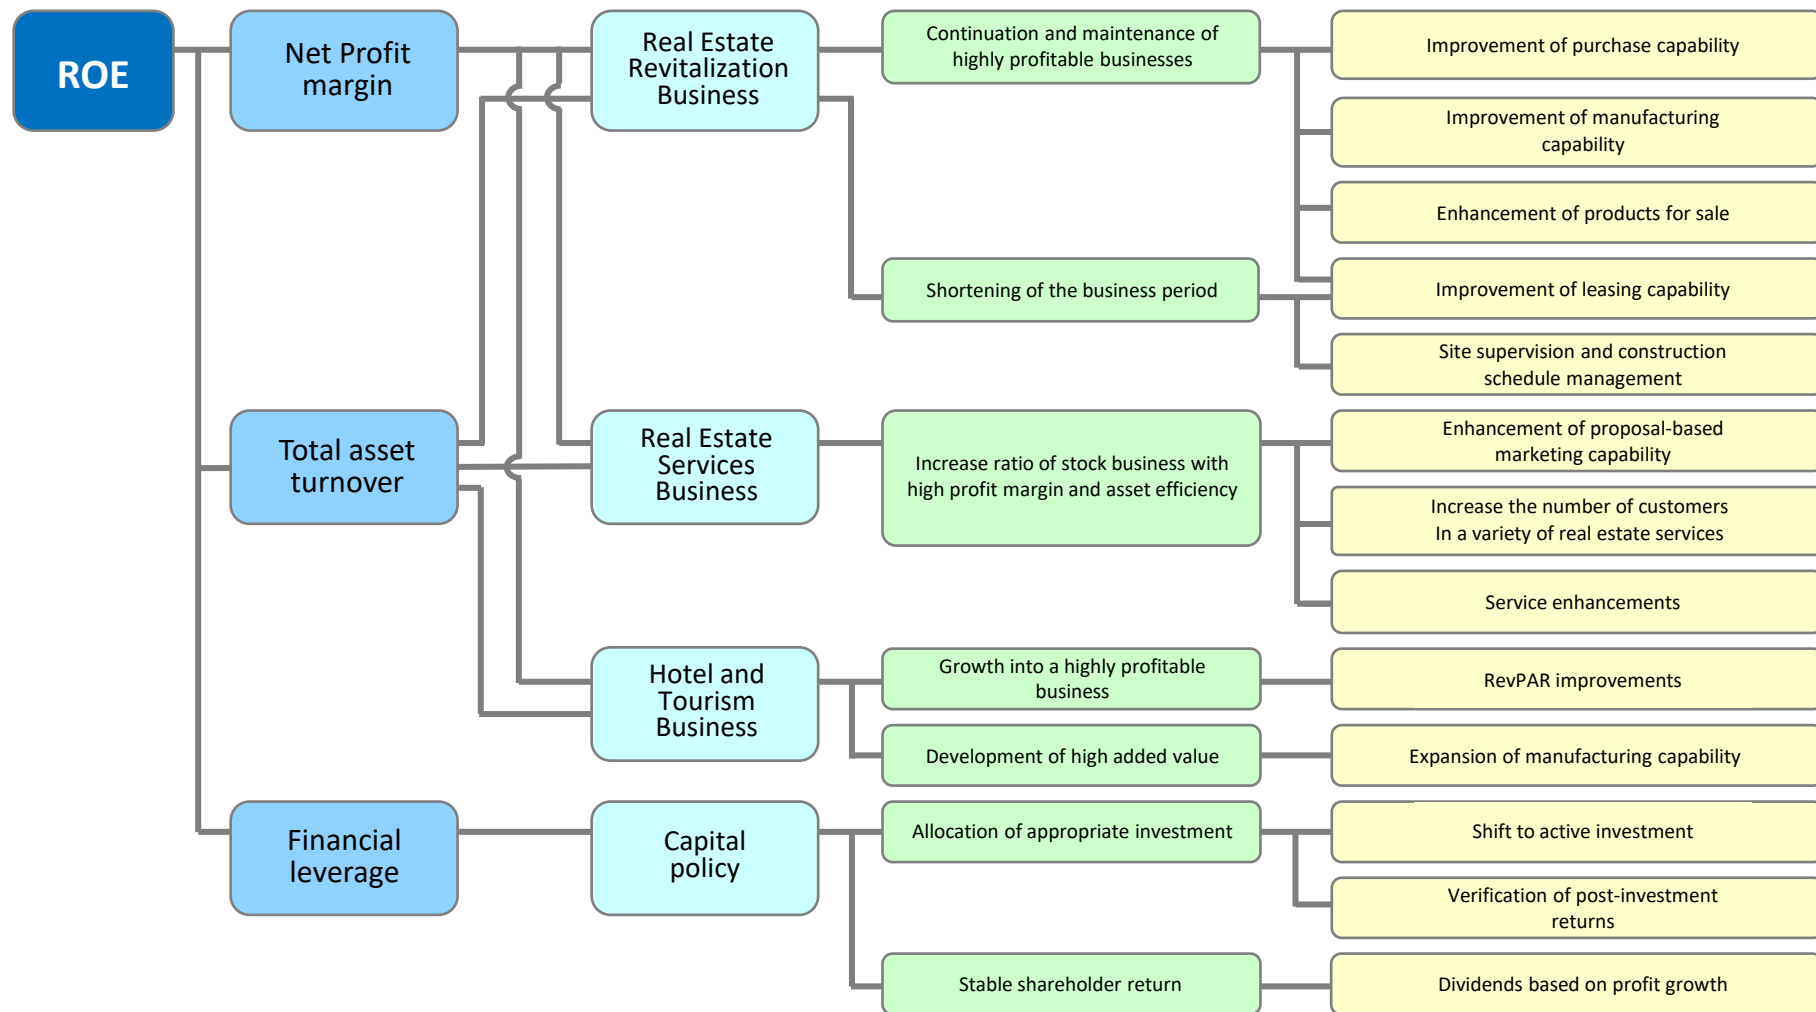 ROE
Net Profit
margin
Real Estate
Revitalization
Business
Continuation and maintenance of
highly profitable businesses
Improvement of purchase capability
Improvement of manufacturing
capability
Enhancement of products for sale
Shortening of the business period
Improvement of leasing capability
Site supervision and construction
schedule management
Total asset
turnover
Real Estate
Services
Business
Increase ratio of stock business with
high profit margin and asset efficiency
Enhancement of proposal-based
marketing capability
Increase the number of customers
In a variety of real estate services
Service enhancements
Hotel and
Tourism
Business
Growth into a highly profitable
business
RevPAR improvements
Development of high added value
Expansion of manufacturing capability
Financial
leverage
Capital
policy
Allocation of appropriate investment
Shift to active investment
Verification of post-investment
returns
Stable shareholder return
Dividends based on profit growth